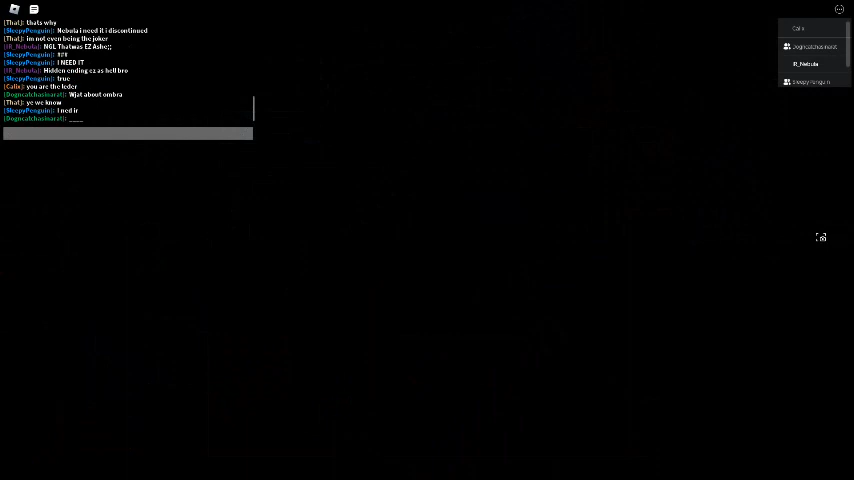 [That]: thats why
[SleepyPenguin]: Nebula i need it i discontinued
[That]: im not even being the joker
[IR_Nebula]: NGL Thatwas EZ Ashe;;
[SleepyPenguin]: ###
[SleepyPenguin]: I NEED IT
[IR_Nebula]: Hidden ending ez as hell bro
[SleepyPenguin]: true
[Calix]: you are the leder
[Dogncatchasinarat]: Wjat about ombra
[That]: ye we know
[SleepyPenguin]: I ned ir
[Dogncatchasinarat]: ____
Calix
Dogncatchasinarat
IR_Nebula
SleepyPenguin